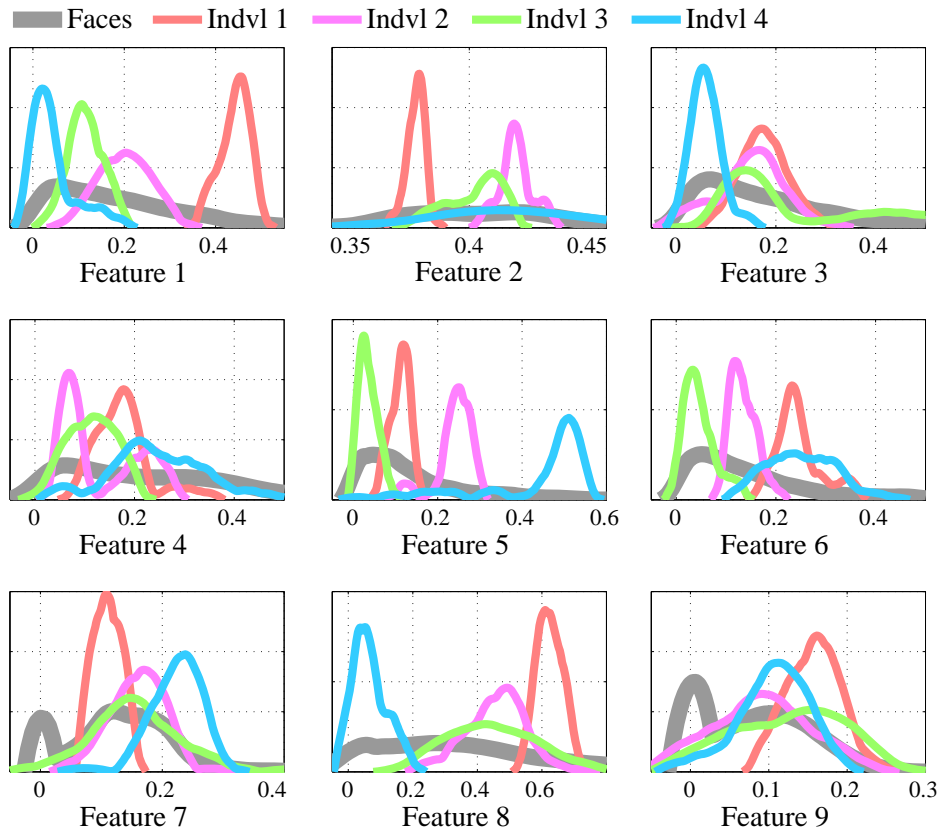 Faces Indvl 1 Indvl 2 Indvl 3 Indvl 4
0 0.2 0.4
Feature 1
0.35 0.4 0.45
Feature 2
0 0.2 0.4
Feature 3
0 0.2 0.4
Feature 4
0 0.2 0.4 0.6
Feature 5
0 0.2 0.4
Feature 6
0 0.2 0.4
Feature 7
0 0.2 0.4 0.6
Feature 8
0 0.1 0.2 0.3
Feature 9